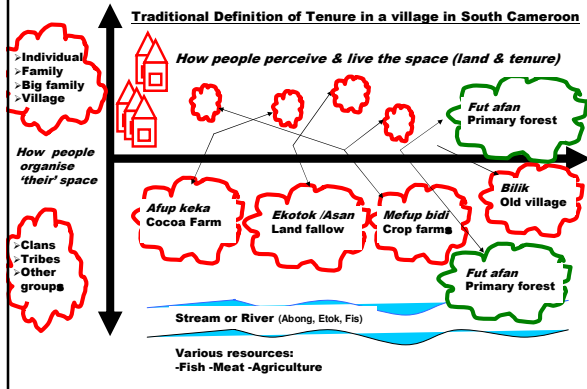 Traditional Definition of Tenure in a village in South Cameroon
➢Individual
➢Family
➢Big family
➢Village
How people perceive & live the space (land & tenure)
Fut afan
Primary forest
How people
organise
‘their’ space
Bilik
Old village
Afup keka
Cocoa Farm
Ekotok /Asan
Land fallow
Mefup bidi
Crop farms
➢Clans
➢Tribes
➢Other
groups
Fut afan
Primary forest
Stream or River (Abong, Etok, Fis)
Various resources:
-Fish -Meat -Agriculture